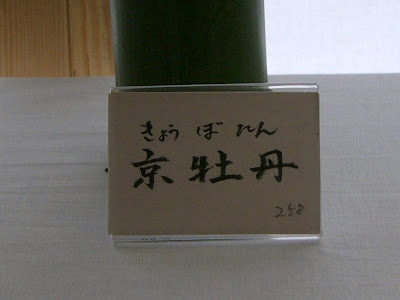 きょう ぼ たん
京牡丹
258